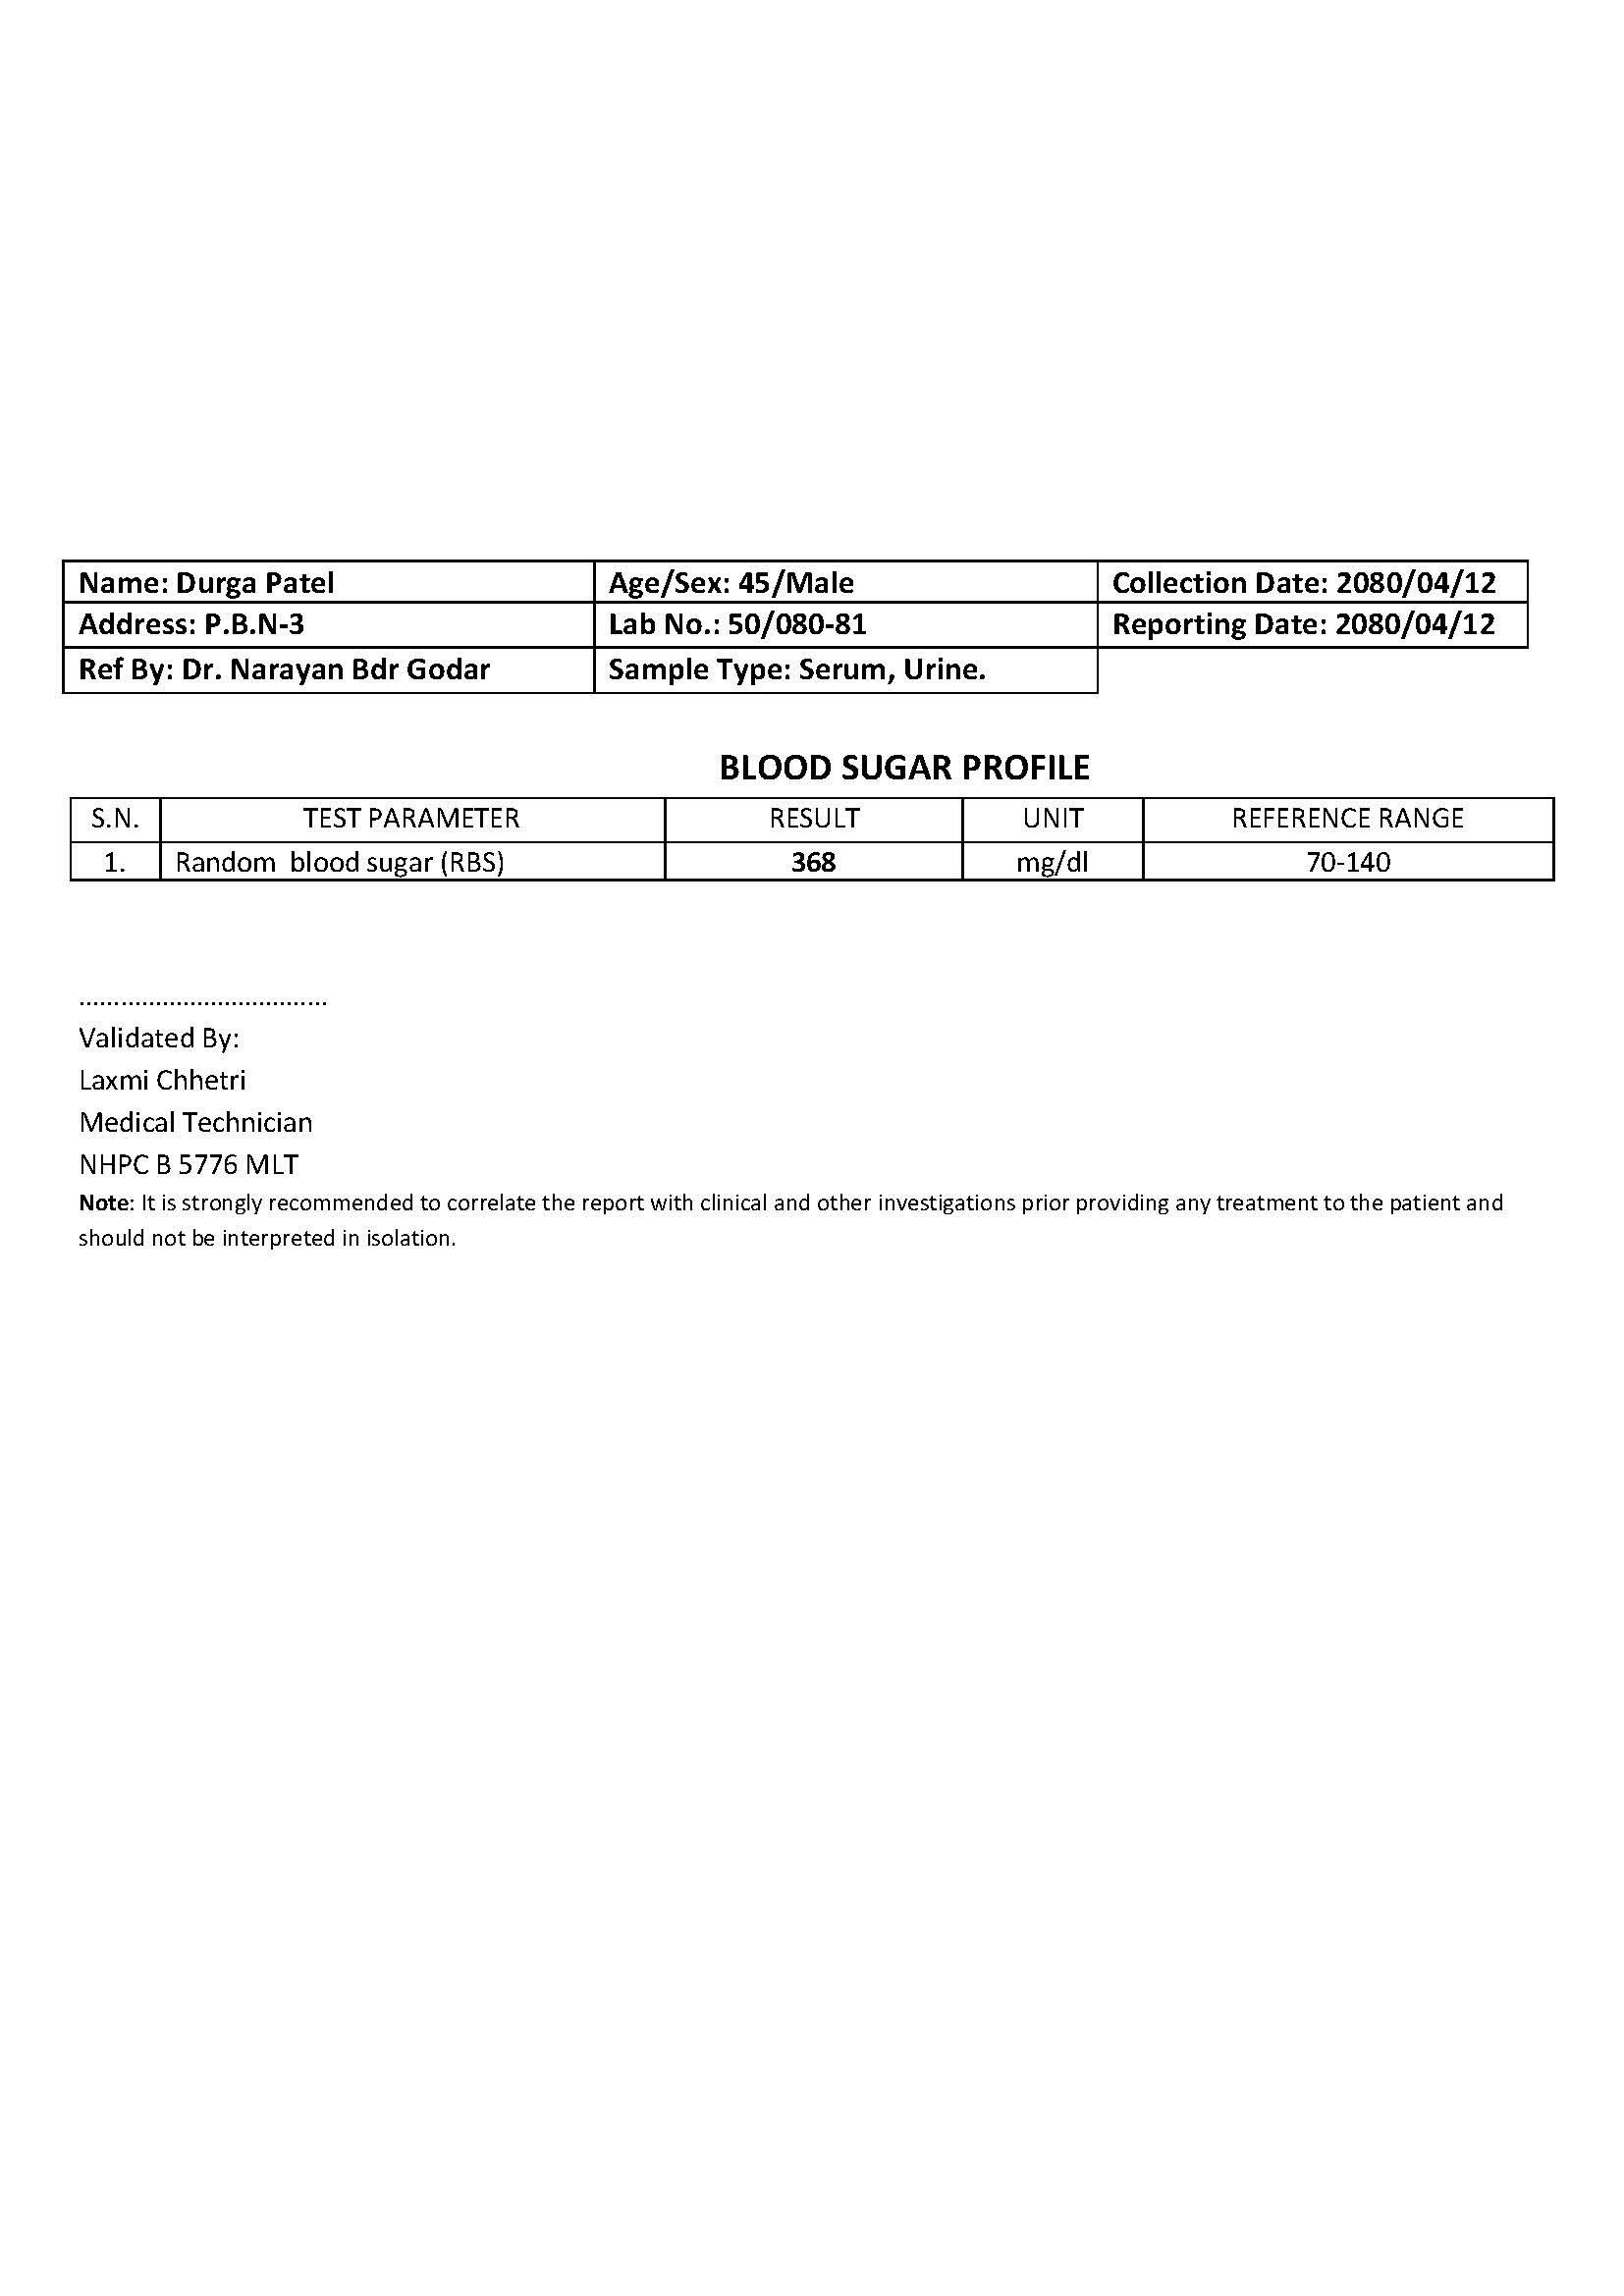 Name: Durga Patel Age/Sex: 45/Male Collection Date: 2080/04/12
Address: P.B.N-3 Lab No.: 50/080-81 Reporting Date: 2080/04/12
Ref By: Dr. Narayan Bdr Godar Sample Type: Serum, Urine.
BLOOD SUGAR PROFILE
S.N. TEST PARAMETER RESULT UNIT REFERENCE RANGE
1. Random blood sugar (RBS) 368 mg/dl 70-140
....................................
Validated By:
Laxmi Chhetri
Medical Technician
NHPC B 5776 MLT
Note: It is strongly recommended to correlate the report with clinical and other investigations prior providing any treatment to the patient and
should not be interpreted in isolation.